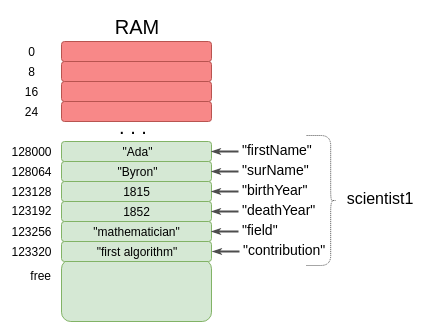 RAM
0
8
16
24
. . .
128000 "Ada" "firstName"
128064 "Byron" "surName"
123128 1815 "birthYear"
123192 1852 "deathYear"
scientist1
123256 "mathematician" "field"
123320 "first algorithm" "contribution"
free